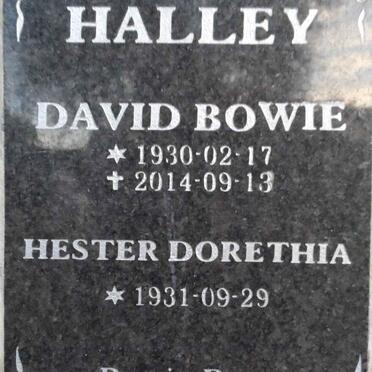 HALLEY
DAVID BOWIE
✶ 1930-02-17
✝ 2014-09-13
HESTER DORETHIA
✶ 1931-09-29